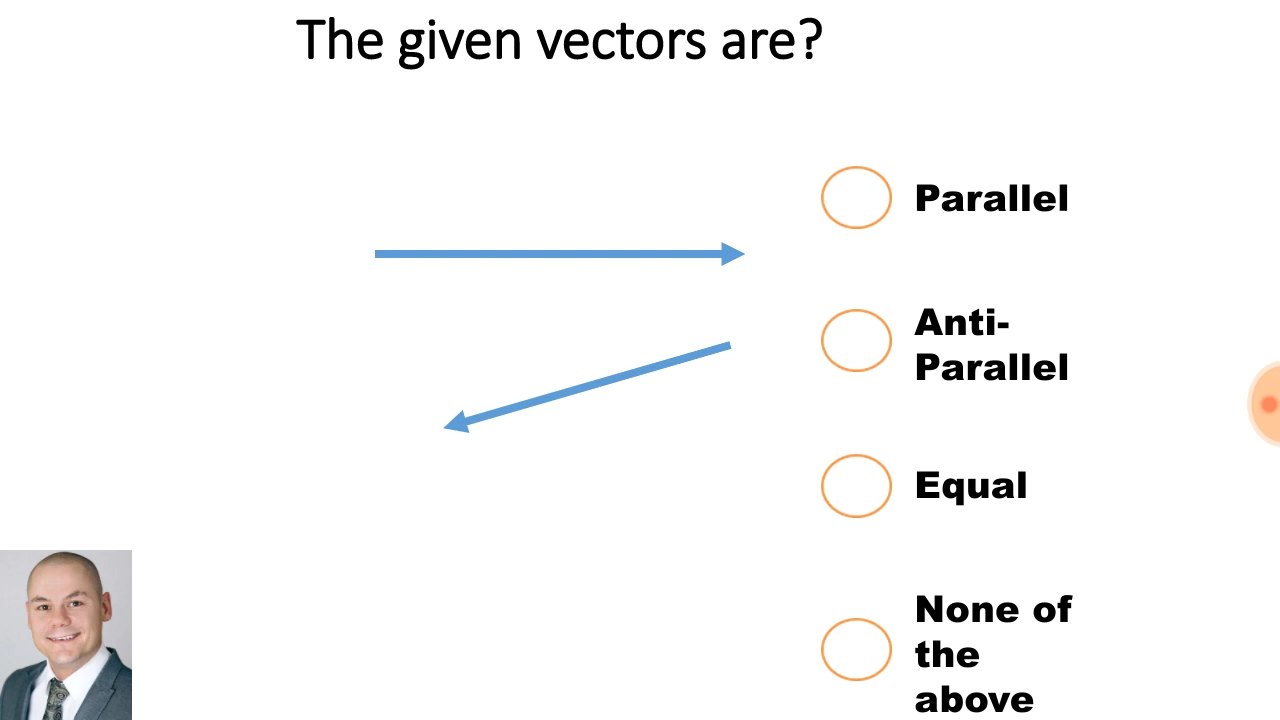 The given vectors are?
Parallel
Anti-
Parallel
Equal
None of
the
above